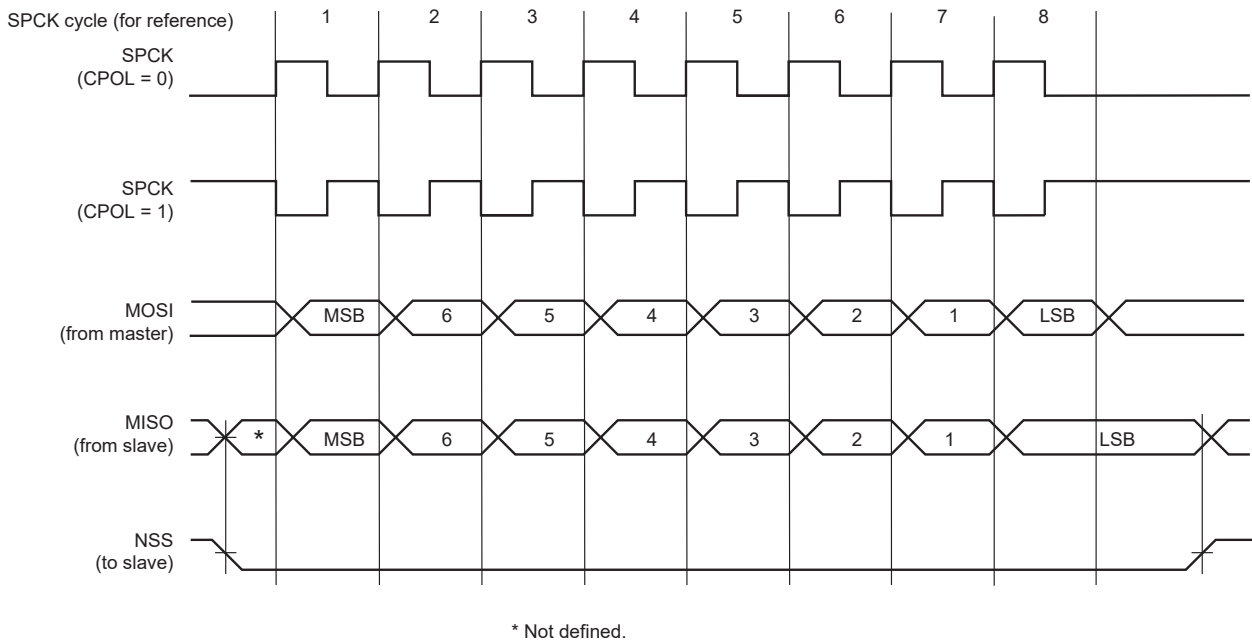 SPCK cycle (for reference) 1 2 3 4 5 6 7 8
SPCK
(CPOL = 0)
SPCK
(CPOL = 1)
MOSI
(from master)
MSB 6 5 4 3 2 1 LSB
MISO
(from slave)
* MSB 6 5 4 3 2 1 LSB
NSS
(to slave)
* Not defined.